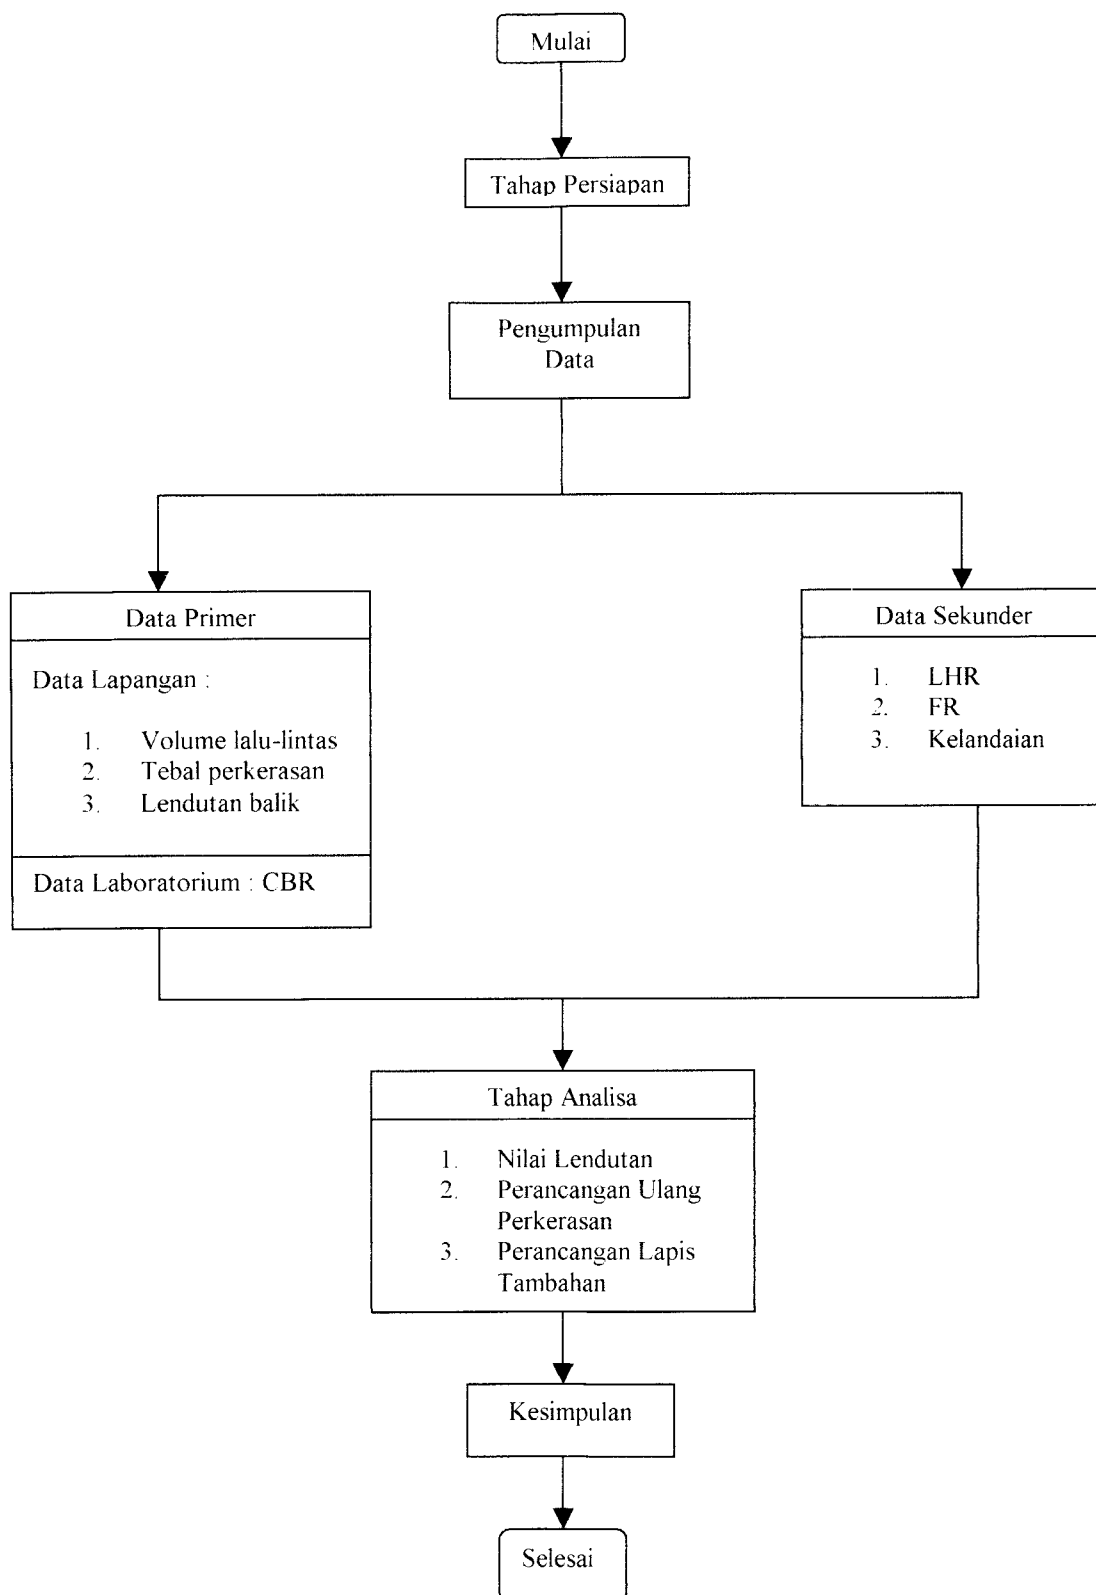 Mulai
Tahap Persiapan
Pengumpulan
Data
Data Primer
Data Lapangan :
1. Volume lalu-lintas
2. Tebal perkerasan
3. Lendutan balik
Data Laboratorium : CBR
Data Sekunder
1. LHR
2. FR
3. Kelandaian
Tahap Analisa
1. Nilai Lendutan
2. Perancangan Ulang
Perkerasan
3. Perancangan Lapis
Tambahan
Kesimpulan
Selesai